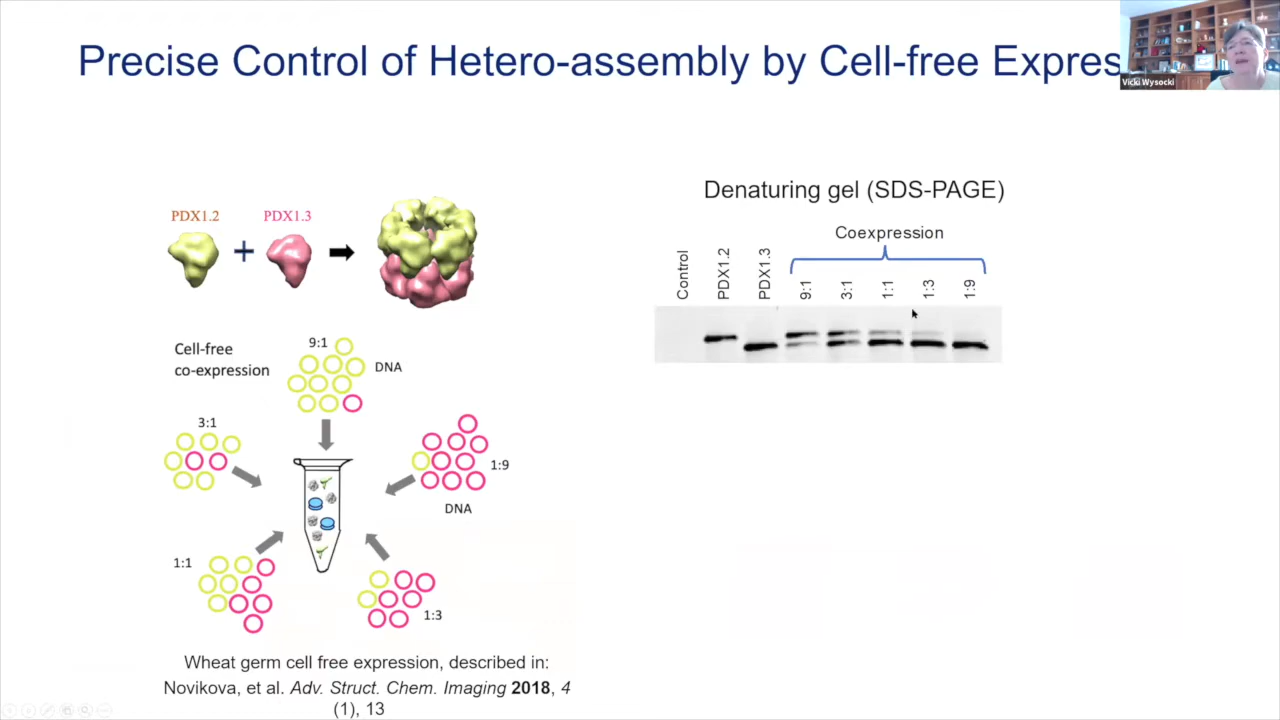 Precise Control of Hetero-assembly by Cell-free Expres
Vicki Wysocki
Denaturing gel (SDS-PAGE)
Coexpression
Control
PDX1.2
PDX1.3
9:1
3:1
1:1
1:3
1:9
PDX1.2
+
PDX1.3
Cell-free
co-expression
9:1
DNA
3:1
1:9
DNA
1:1
1:3
Wheat germ cell free expression, described in:
Novikova, et al. Adv. Struct. Chem. Imaging 2018, 4
(1), 13